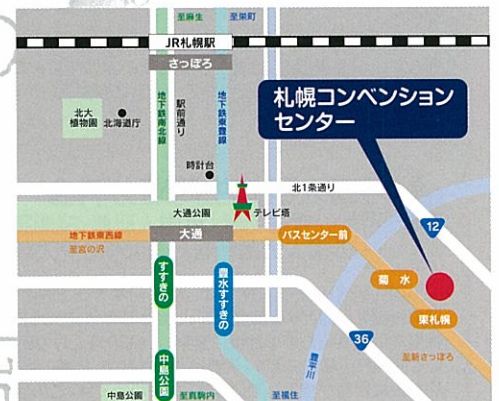 至麻生
至栄町
JR札幌駅
さっぽろ
地下鉄南北線
駅前通り
地下鉄東豊線
北大
植物園
北海道庁
札幌コンベンション
センター
時計台
北1条通り
大通公園
テレビ塔
12
地下鉄東西線
大通
バスセンター前
至宮の沢
すすきの
豊水すすきの
菊水
東札幌
36
豊平川
至新さっぽろ
中島公園
中島公園
至真駒内
至福住